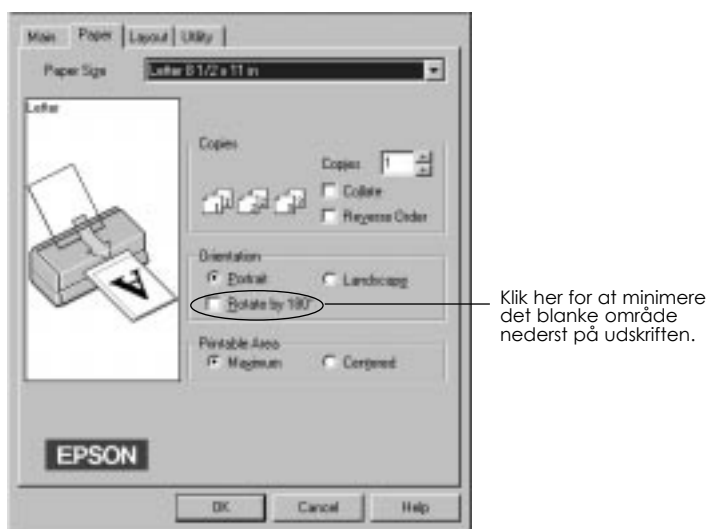 Main Paper Layout Utility
Paper Size Letter 8 1/2 x 11 in
Letter
Copies
Copies 1
Collate
Reverse Order
Orientation
Portrait Landscape
Rotate by 180°
Klik her for at minimere
det blanke område
nederst på udskriften.
Printable Area
Maximum Centered
A
EPSON
OK Cancel Help